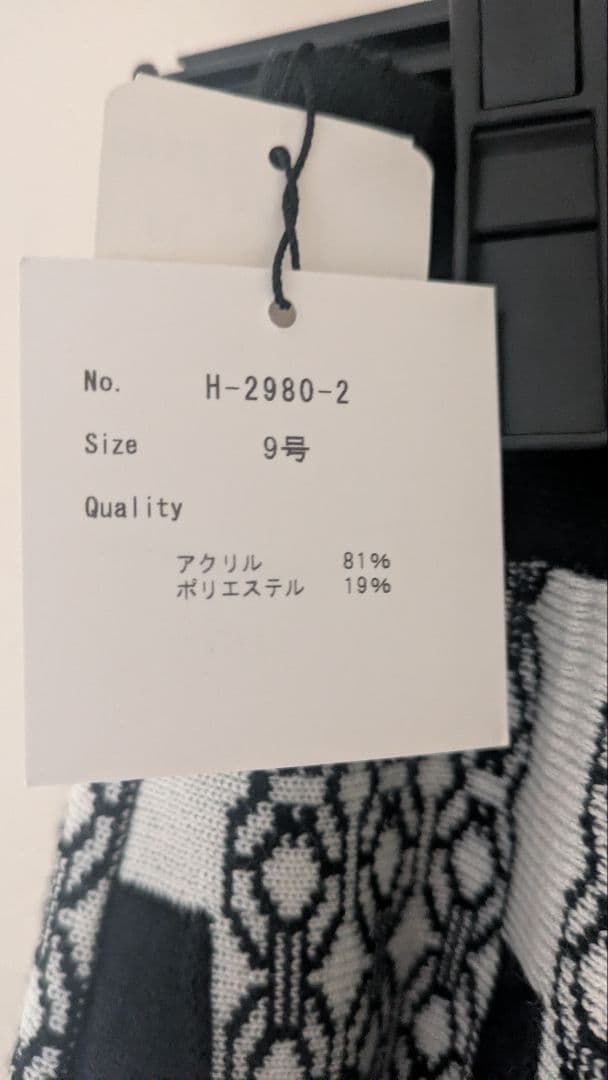 No. H-2980-2
Size 9号
Quality
アクリル 81%
ポリエステル 19%